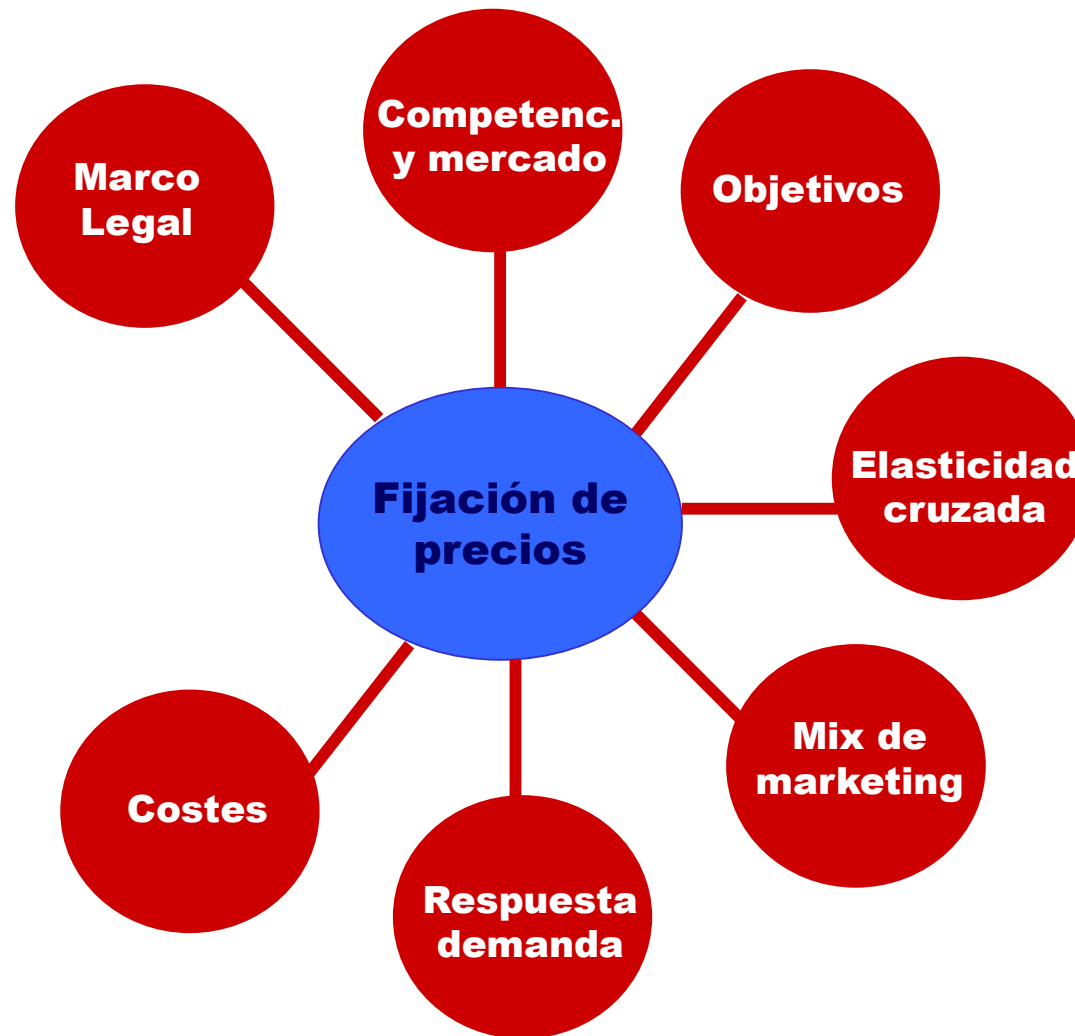 Competenc.
y mercado
Marco
Legal
Objetivos
Elasticidad
cruzada
Fijación de
precios
Mix de
marketing
Costes
Respuesta
demanda